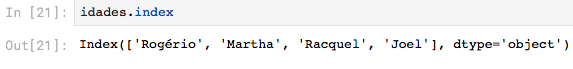 In [21]: idades.index
Out[21]: Index(['Rogério', 'Martha', 'Racquel', 'Joel'], dtype='object')